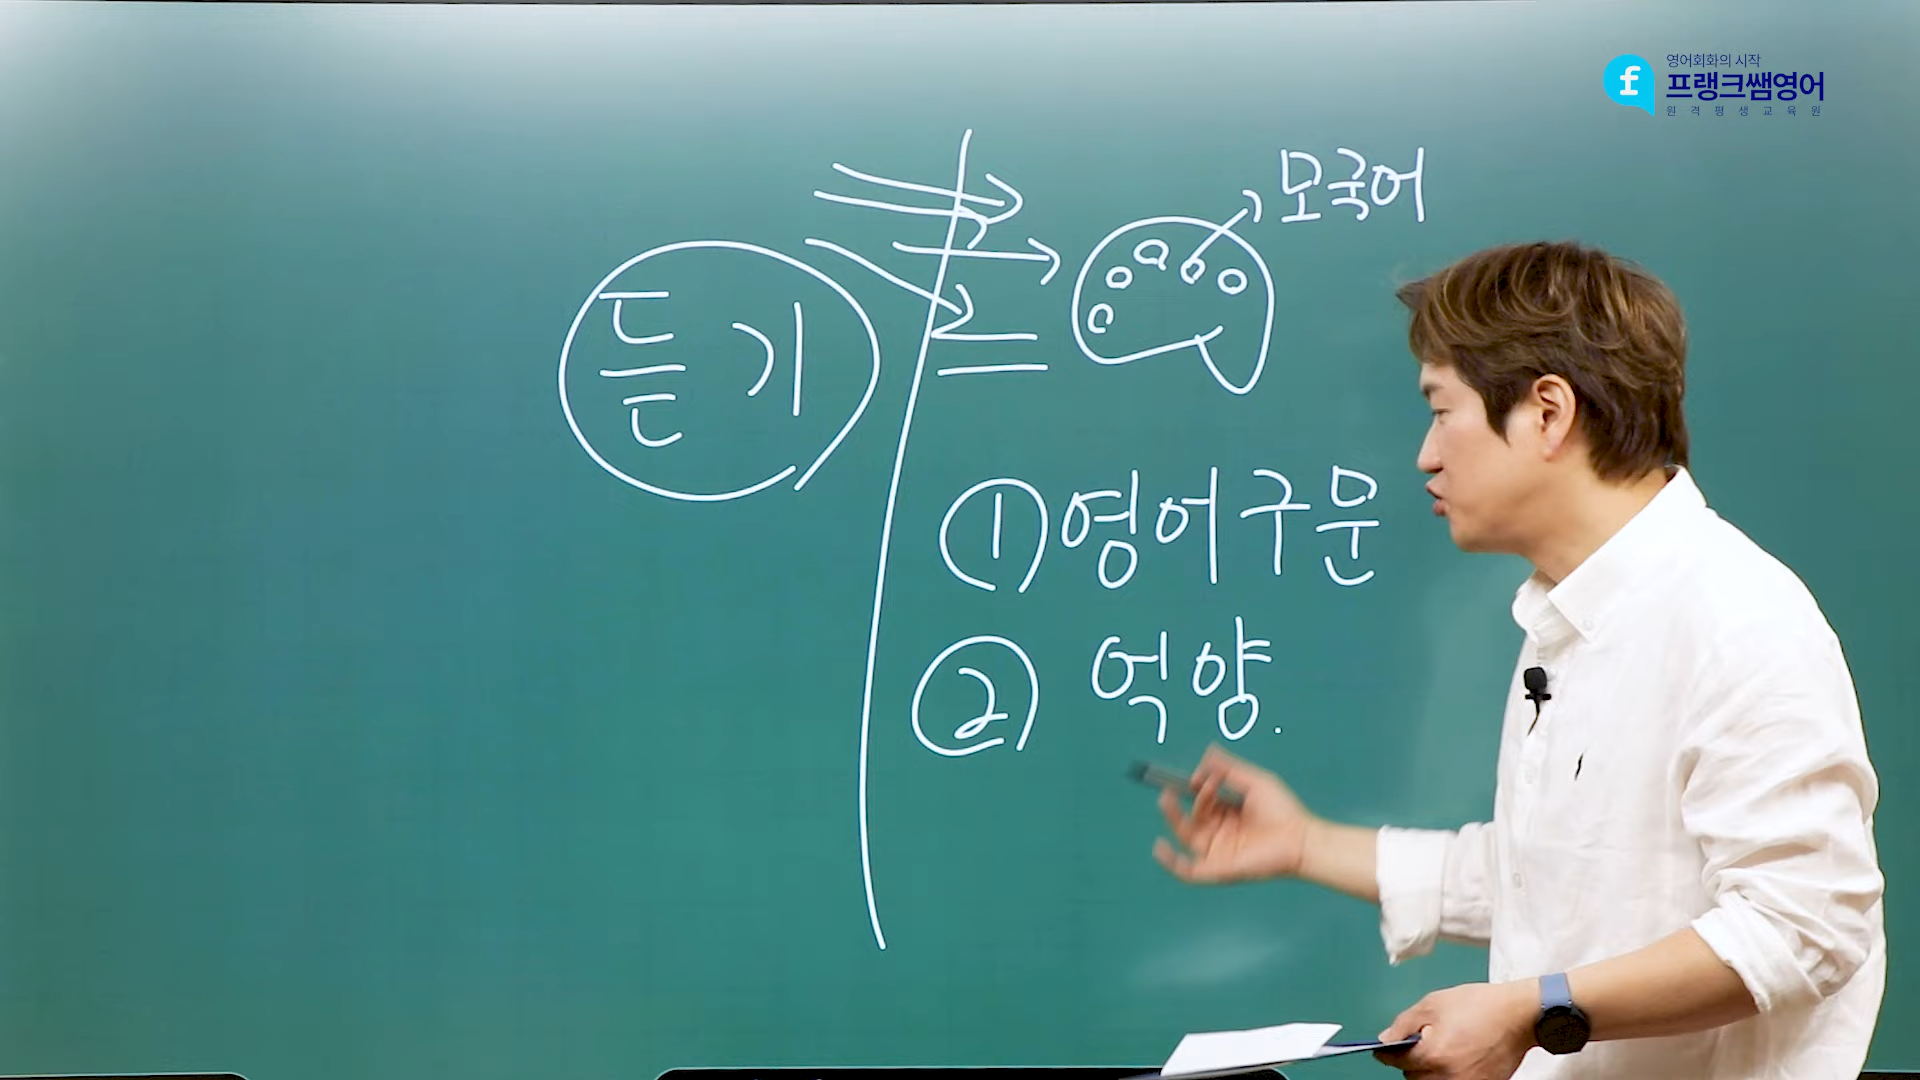 영어회화의 시작
프랭크쌤영어
원격평생교육원
모국어
듣기
① 영어구문
② 억양.